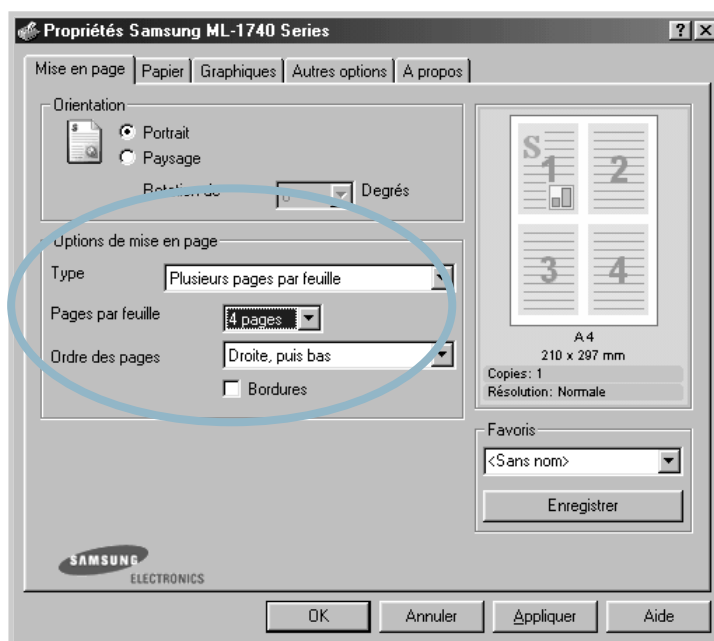 Propriétés Samsung ML-1740 Series
Mise en page Papier Graphiques Autres options A propos
Orientation
Portrait
Paysage
Rotation de 0 Degrés
Options de mise en page
Type Plusieurs pages par feuille
Pages par feuille 4 pages
Ordre des pages Droite, puis bas
Bordures
S 1 2
3 4
A4
210 x 297 mm
Copies: 1
Résolution: Normale
Favoris
<Sans nom>
Enregistrer
SAMSUNG
ELECTRONICS
OK Annuler Appliquer Aide